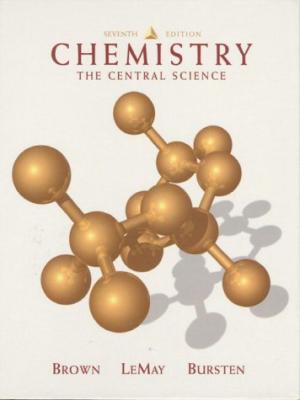 SEVENTH EDITION
CHEMISTRY
THE CENTRAL SCIENCE
BROWN LEMAY BURSTEN